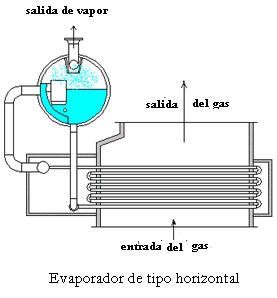 salida de vapor
salida del gas
entrada del gas
Evaporador de tipo horizontal